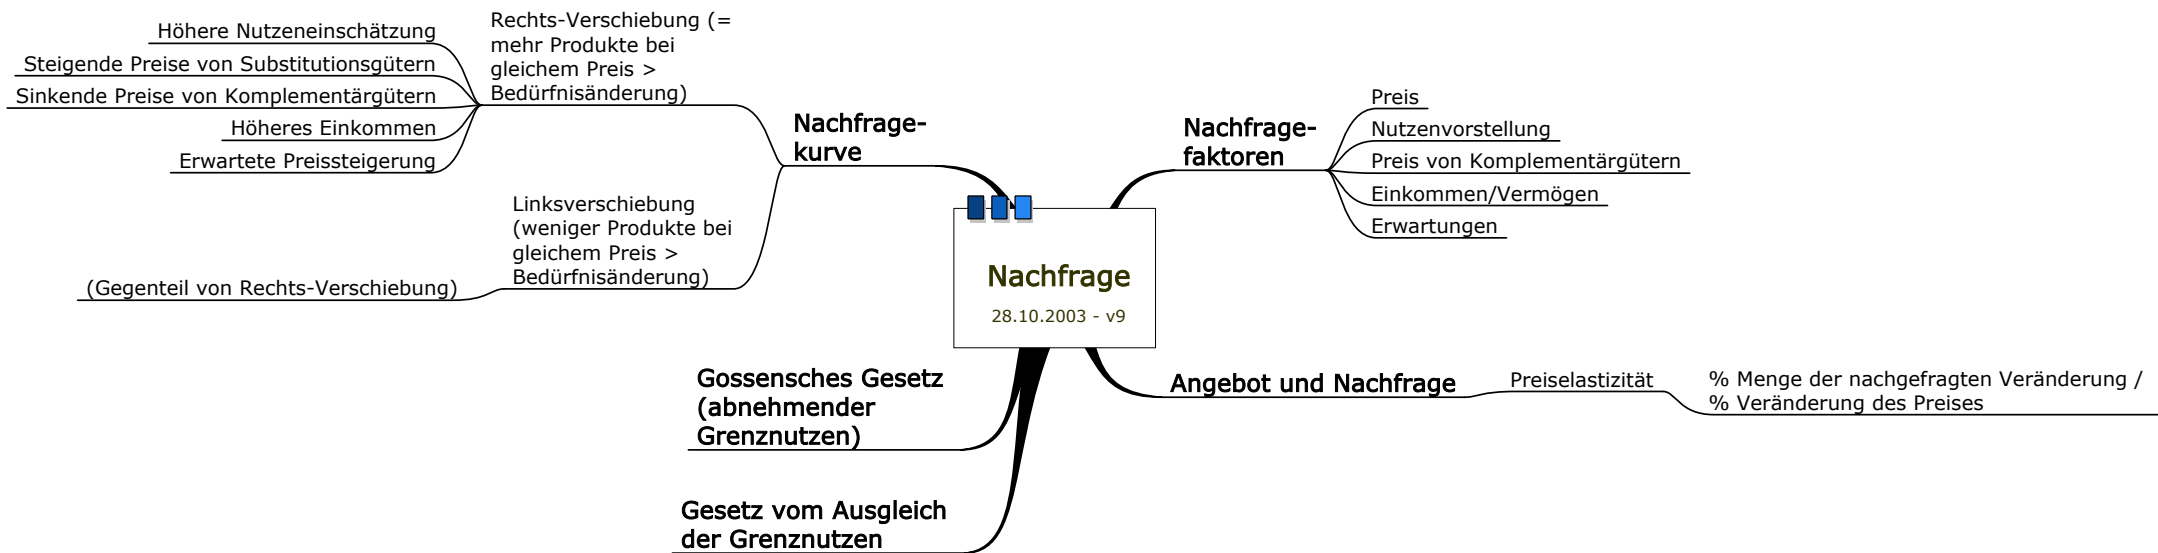 Höhere Nutzeneinschätzung
Steigende Preise von Substitutionsgütern
Sinkende Preise von Komplementärgütern
Höheres Einkommen
Erwartete Preissteigerung
Rechts-Verschiebung (=
mehr Produkte bei
gleichem Preis >
Bedürfnisänderung)
Linksverschiebung
(weniger Produkte bei
gleichem Preis >
Bedürfnisänderung)
(Gegenteil von Rechts-Verschiebung)
Nachfrage-
kurve
Nachfrage-
faktoren
Preis
Nutzenvorstellung
Preis von Komplementärgütern
Einkommen/Vermögen
Erwartungen
Nachfrage
28.10.2003 - v9
Gossensches Gesetz
(abnehmender
Grenznutzen)
Gesetz vom Ausgleich
der Grenznutzen
Angebot und Nachfrage
Preiselastizität
% Menge der nachgefragten Veränderung /
% Veränderung des Preises